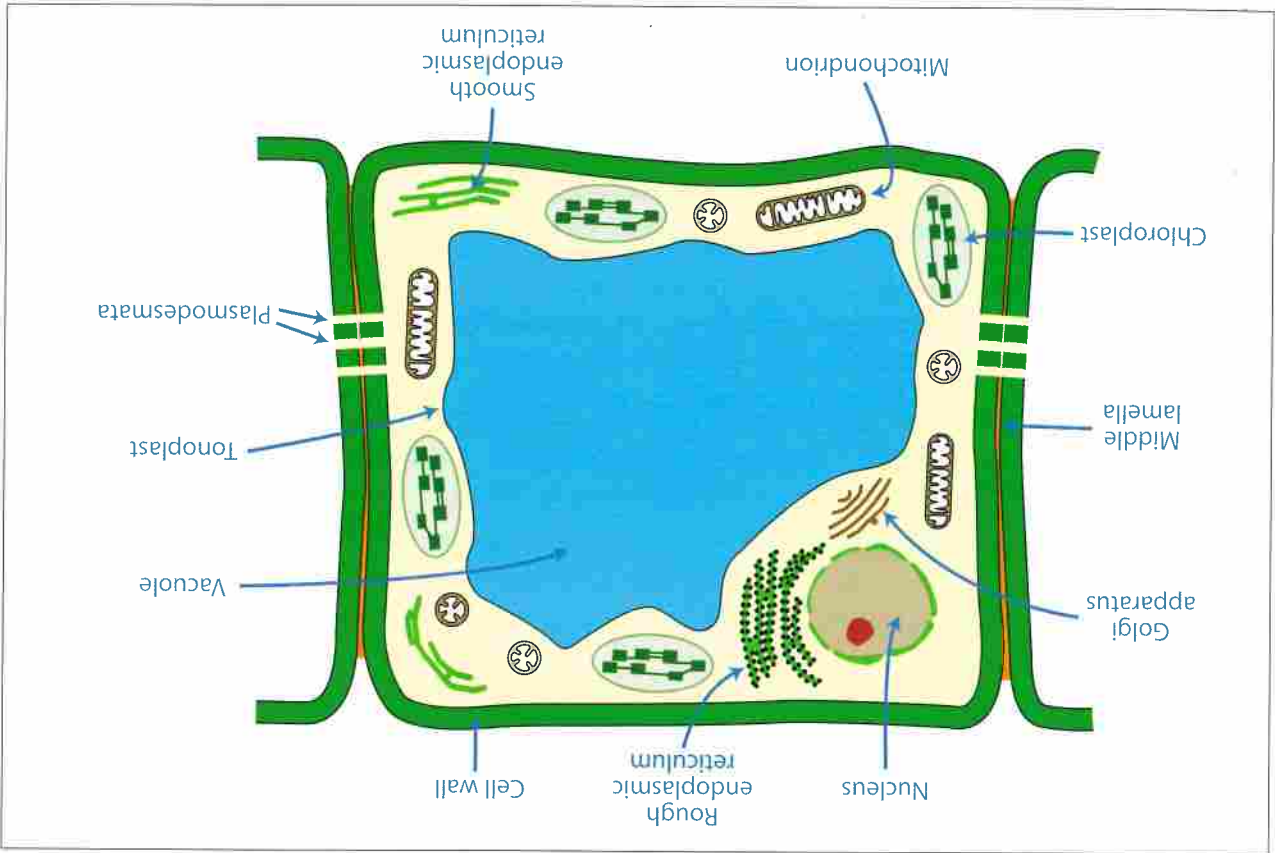 Nucleus
Rough
endoplasmic
reticulum
Cell wall
Golgi
apparatus
Vacuole
Middle
lamella
Tonoplast
Chloroplast
Plasmodesmata
Mitochondrion
Smooth
endoplasmic
reticulum